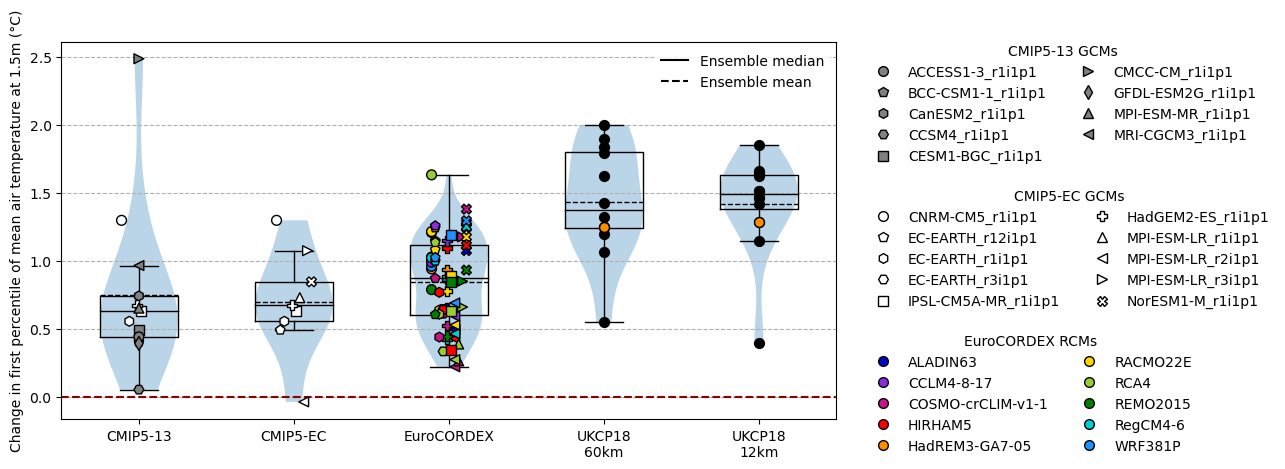 Change in first percentile of mean air temperature at 1.5m (°C)
2.5
2.0
1.5
1.0
0.5
0.0
Ensemble median
Ensemble mean
CMIP5-13
CMIP5-EC
EuroCORDEX
UKCP18
60km
UKCP18
12km
CMIP5-13 GCMs
ACCESS1-3_r1i1p1
BCC-CSM1-1_r1i1p1
CanESM2_r1i1p1
CCSM4_r1i1p1
CESM1-BGC_r1i1p1
CMCC-CM_r1i1p1
GFDL-ESM2G_r1i1p1
MPI-ESM-MR_r1i1p1
MRI-CGCM3_r1i1p1
CMIP5-EC GCMs
CNRM-CM5_r1i1p1
EC-EARTH_r12i1p1
EC-EARTH_r1i1p1
EC-EARTH_r3i1p1
IPSL-CM5A-MR_r1i1p1
HadGEM2-ES_r1i1p1
MPI-ESM-LR_r1i1p1
MPI-ESM-LR_r2i1p1
MPI-ESM-LR_r3i1p1
NorESM1-M_r1i1p1
EuroCORDEX RCMs
ALADIN63
CCLM4-8-17
COSMO-crCLIM-v1-1
HIRHAM5
HadREM3-GA7-05
RACMO22E
RCA4
REMO2015
RegCM4-6
WRF381P